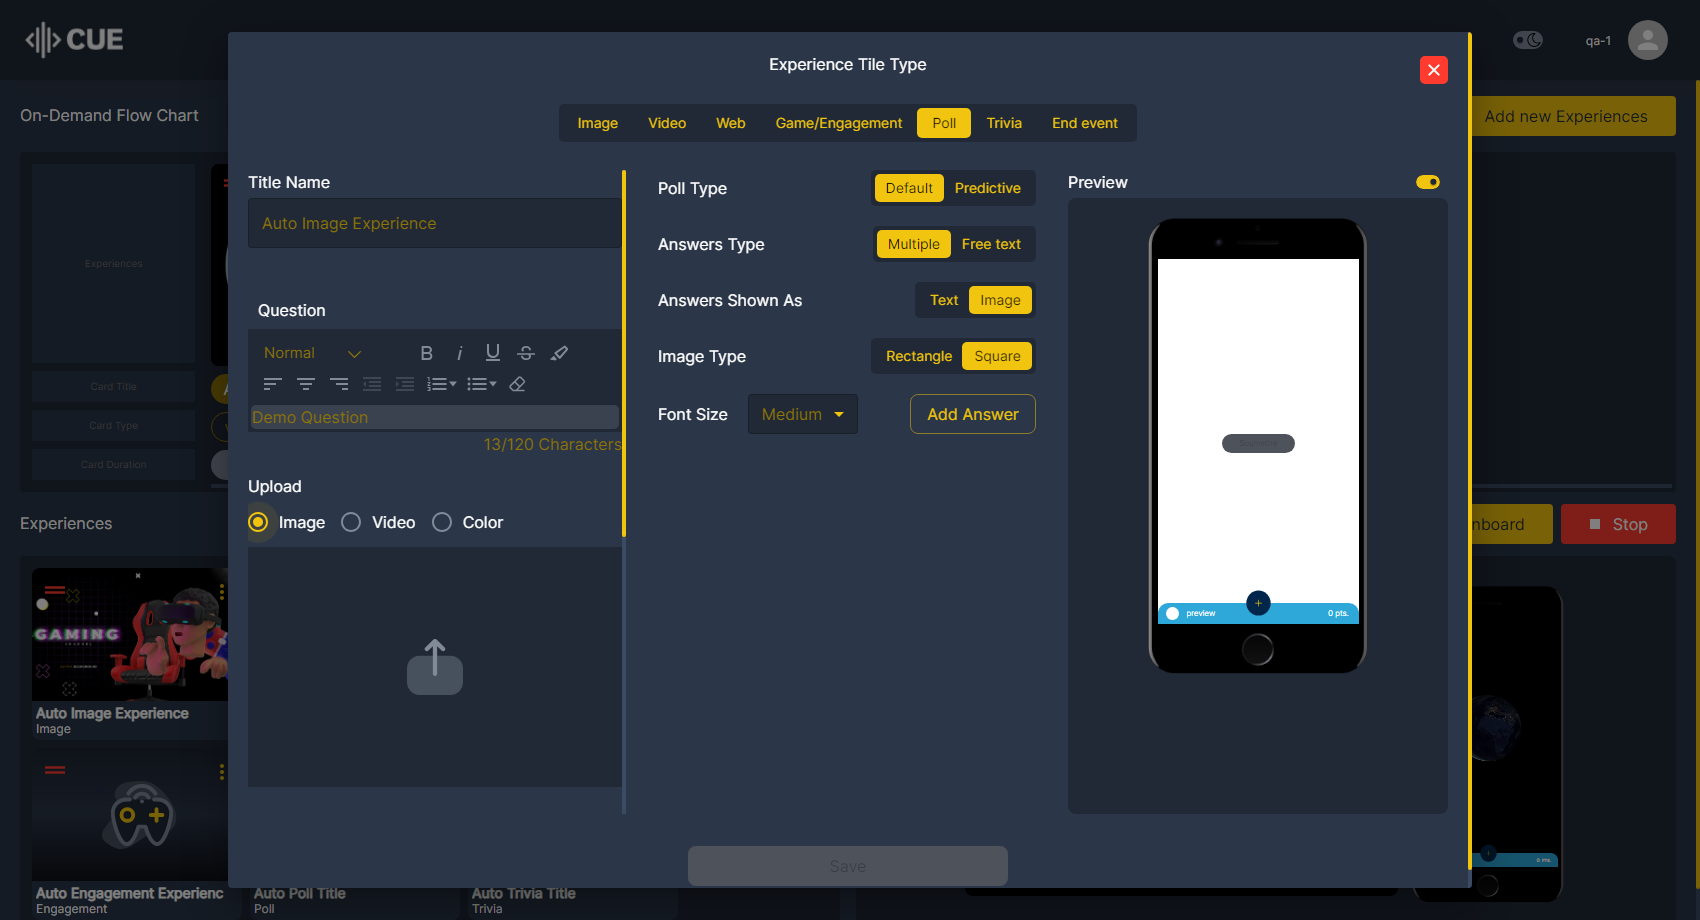 CUE
qa-1
On-Demand Flow Chart
Add new Experiences
Experiences
Card Title
Card Type
Card Duration
Experience Tile Type
Image
Video
Web
Game/Engagement
Poll
Trivia
End event
Title Name
Auto Image Experience
Question
Normal
B
i
U
S
Demo Question
13/120 Characters
Upload
Image
Video
Color
Poll Type
Default
Predictive
Answers Type
Multiple
Free text
Answers Shown As
Text
Image
Image Type
Rectangle
Square
Font Size
Medium
Add Answer
Preview
preview
0 pts.
Save
Experiences
nboard
Stop
GAMING
Auto Image Experience
Image
Auto Engagement Experienc
Engagement
Auto Poll Title
Poll
Auto Trivia Title
Trivia
0 pts.